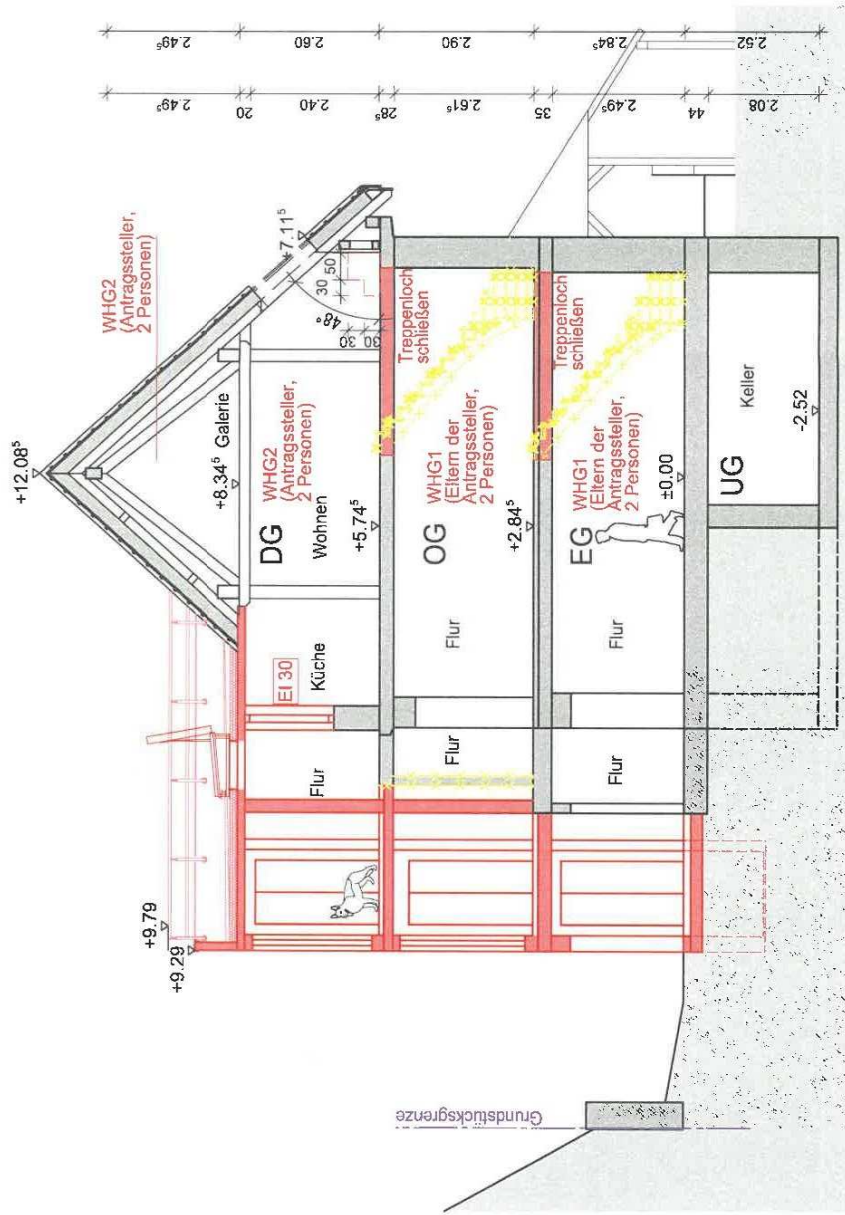 +12.08⁵
WHG2
(Antragssteller,
2 Personen)
+9.79
+9.29
+8.34⁵
Galerie
+7.11⁵
DG
WHG2
(Antragssteller,
2 Personen)
Wohnen
+5.74⁵
EI 30
Küche
Flur
48°
30
50
30
30
OG
WHG1
(Eltern der
Antragssteller,
2 Personen)
+2.84⁵
Treppenloch
schließen
Flur
Flur
EG
WHG1
(Eltern der
Antragssteller,
2 Personen)
±0.00
Treppenloch
schließen
Flur
Flur
UG
Keller
-2.52
Grundstücksgrenze
2.49⁵
2.60
2.90
2.84⁵
2.52
2.49⁵
20
2.40
28⁵
2.61⁵
35
2.49⁵
44
2.08